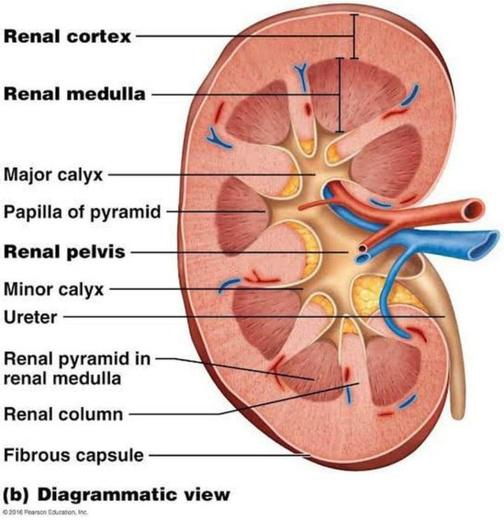 Renal cortex
Renal medulla
Major calyx
Papilla of pyramid
Renal pelvis
Minor calyx
Ureter
Renal pyramid in
renal medulla
Renal column
Fibrous capsule
(b) Diagrammatic view
©2016 Pearson Education, Inc.